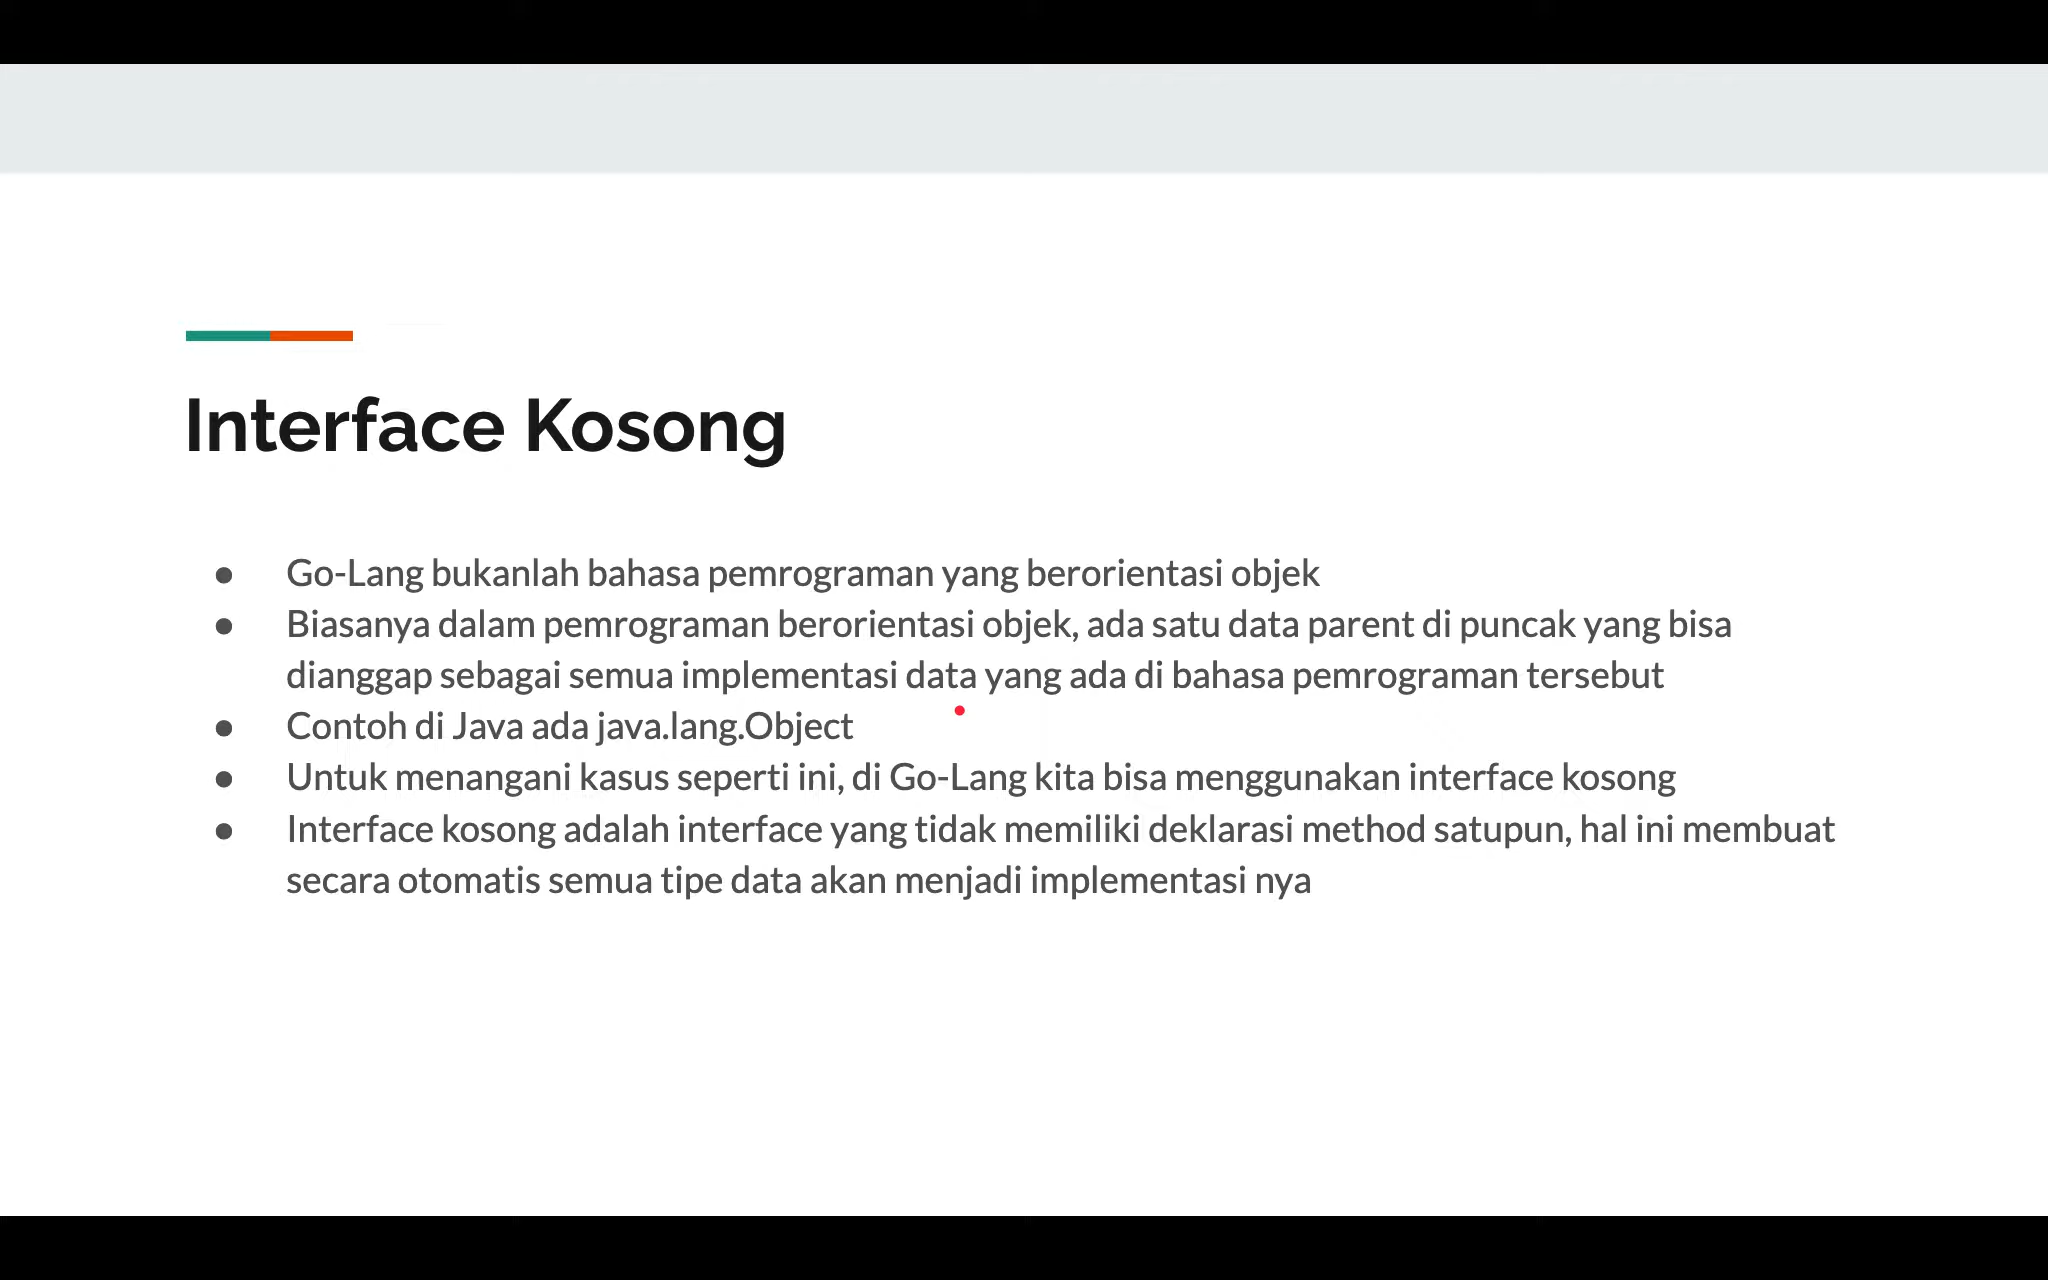 Interface Kosong
● Go-Lang bukanlah bahasa pemrograman yang berorientasi objek
● Biasanya dalam pemrograman berorientasi objek, ada satu data parent di puncak yang bisa
dianggap sebagai semua implementasi data yang ada di bahasa pemrograman tersebut
● Contoh di Java ada java.lang.Object
● Untuk menangani kasus seperti ini, di Go-Lang kita bisa menggunakan interface kosong
● Interface kosong adalah interface yang tidak memiliki deklarasi method satupun, hal ini membuat
secara otomatis semua tipe data akan menjadi implementasi nya